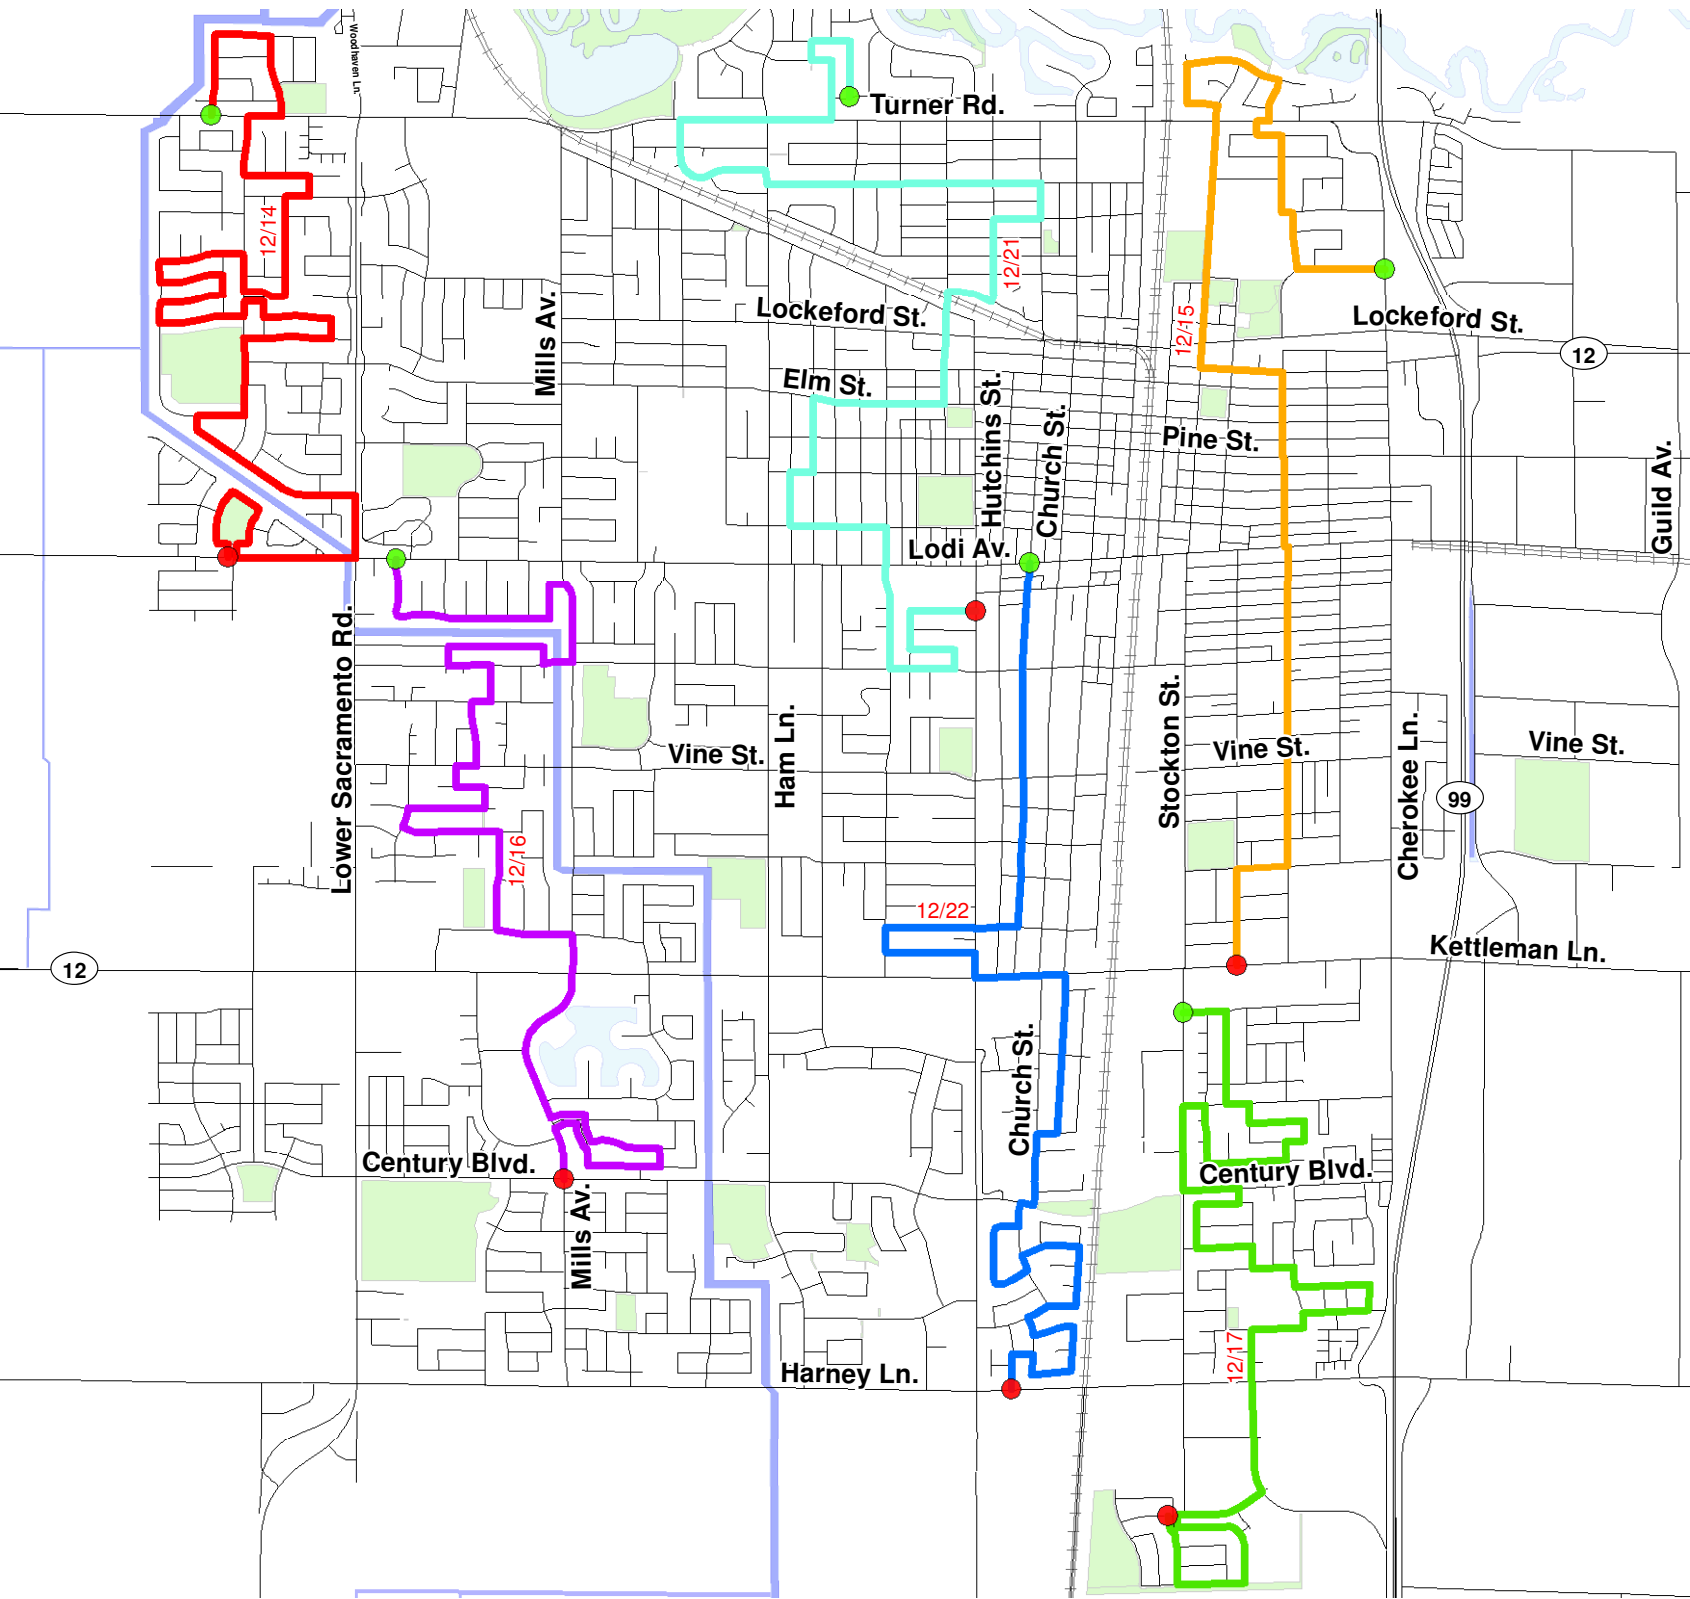 Woodhaven Ln.
Turner Rd.
12/14
12/21
Mills Av.
Lockeford St.
12/15
Lockeford St.
12
Elm St.
Hutchins St.
Church St.
Pine St.
Guild Av.
Lodi Av.
Lower Sacramento Rd.
Vine St.
Ham Ln.
Stockton St.
Vine St.
Cherokee Ln.
Vine St.
99
12/16
12/22
Kettleman Ln.
12
Church St.
Century Blvd.
Century Blvd.
Mills Av.
12/17
Harney Ln.